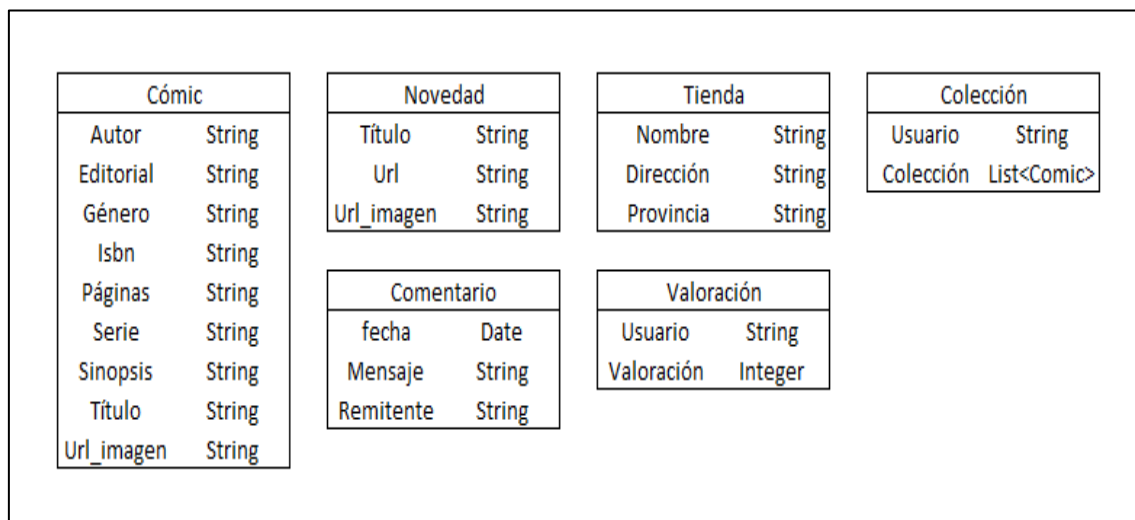 Cómic
Autor String
Editorial String
Género String
Isbn String
Páginas String
Serie String
Sinopsis String
Título String
Url_imagen String
Novedad
Título String
Url String
Url_imagen String
Tienda
Nombre String
Dirección String
Provincia String
Colección
Usuario String
Colección List<Comic>
Comentario
fecha Date
Mensaje String
Remitente String
Valoración
Usuario String
Valoración Integer